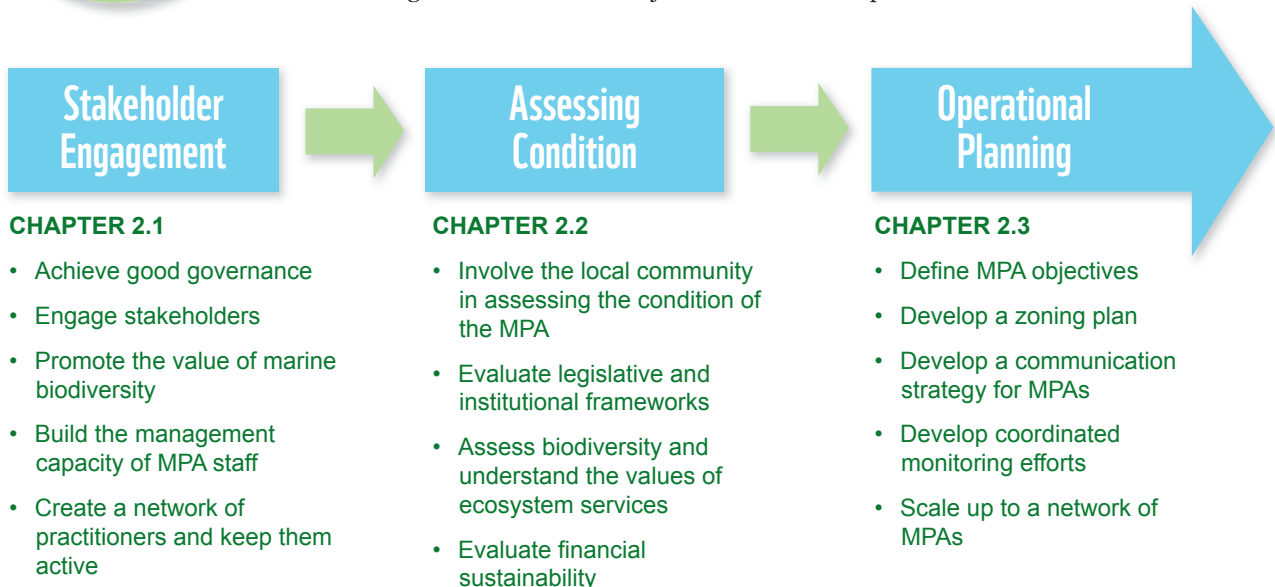 Stakeholder
Engagement
Assessing
Condition
Operational
Planning
CHAPTER 2.1
• Achieve good governance
• Engage stakeholders
• Promote the value of marine
biodiversity
• Build the management
capacity of MPA staff
• Create a network of
practitioners and keep them
active
CHAPTER 2.2
• Involve the local community
in assessing the condition of
the MPA
• Evaluate legislative and
institutional frameworks
• Assess biodiversity and
understand the values of
ecosystem services
• Evaluate financial
sustainability
CHAPTER 2.3
• Define MPA objectives
• Develop a zoning plan
• Develop a communication
strategy for MPAs
• Develop coordinated
monitoring efforts
• Scale up to a network of
MPAs